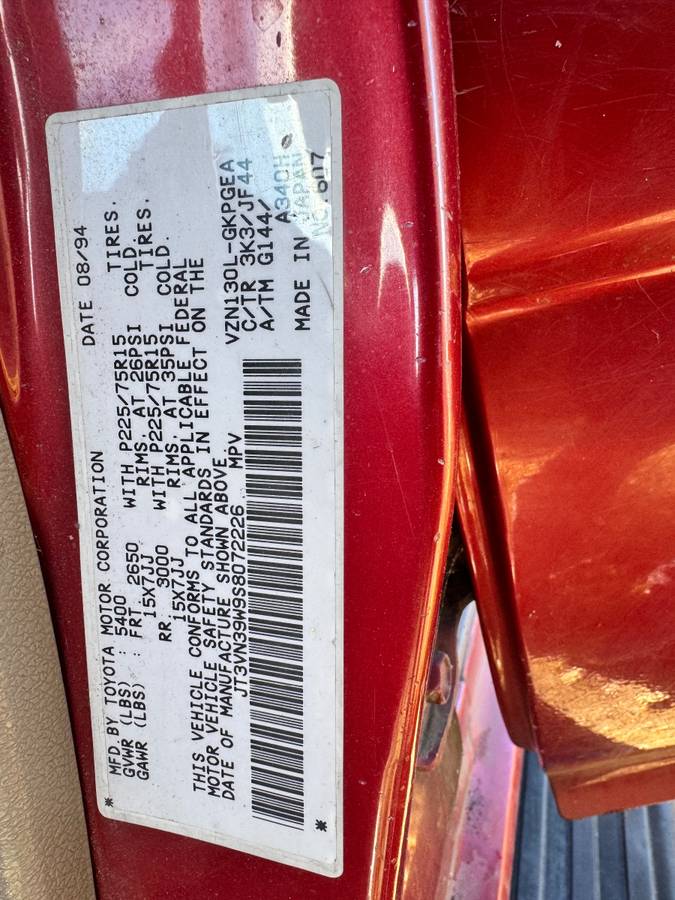 MFD. BY TOYOTA MOTOR CORPORATION DATE 08/94
GVWR (LBS) : 5400
GAWR (LBS) : FRT 2650 WITH P225/75R15 TIRES.
15X7JJ RIMS, AT 26PSI COLD.
RR 3000 WITH P225/75R15 TIRES.
15X7JJ RIMS, AT 35PSI COLD.
THIS VEHICLE CONFORMS TO ALL APPLICABLE FEDERAL
MOTOR VEHICLE SAFETY STANDARDS IN EFFECT ON THE
DATE OF MANUFACTURE SHOWN ABOVE
JT3VN39W9S8072226 MPV
VZN130L-GKPGEA
C/TR 3K3/JF44
A/TM G144/A340H
MADE IN JAPAN
NO. 607